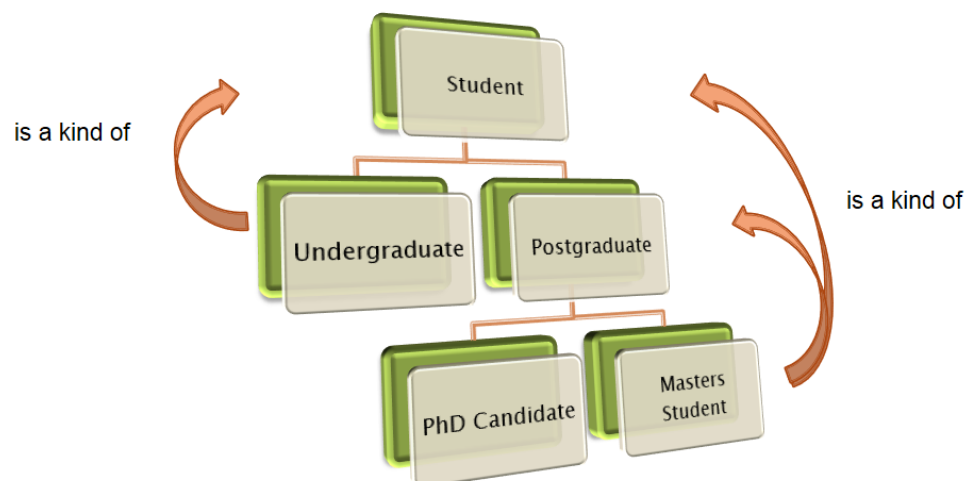 Student
is a kind of
is a kind of
Undergraduate
Postgraduate
PhD Candidate
Masters
Student